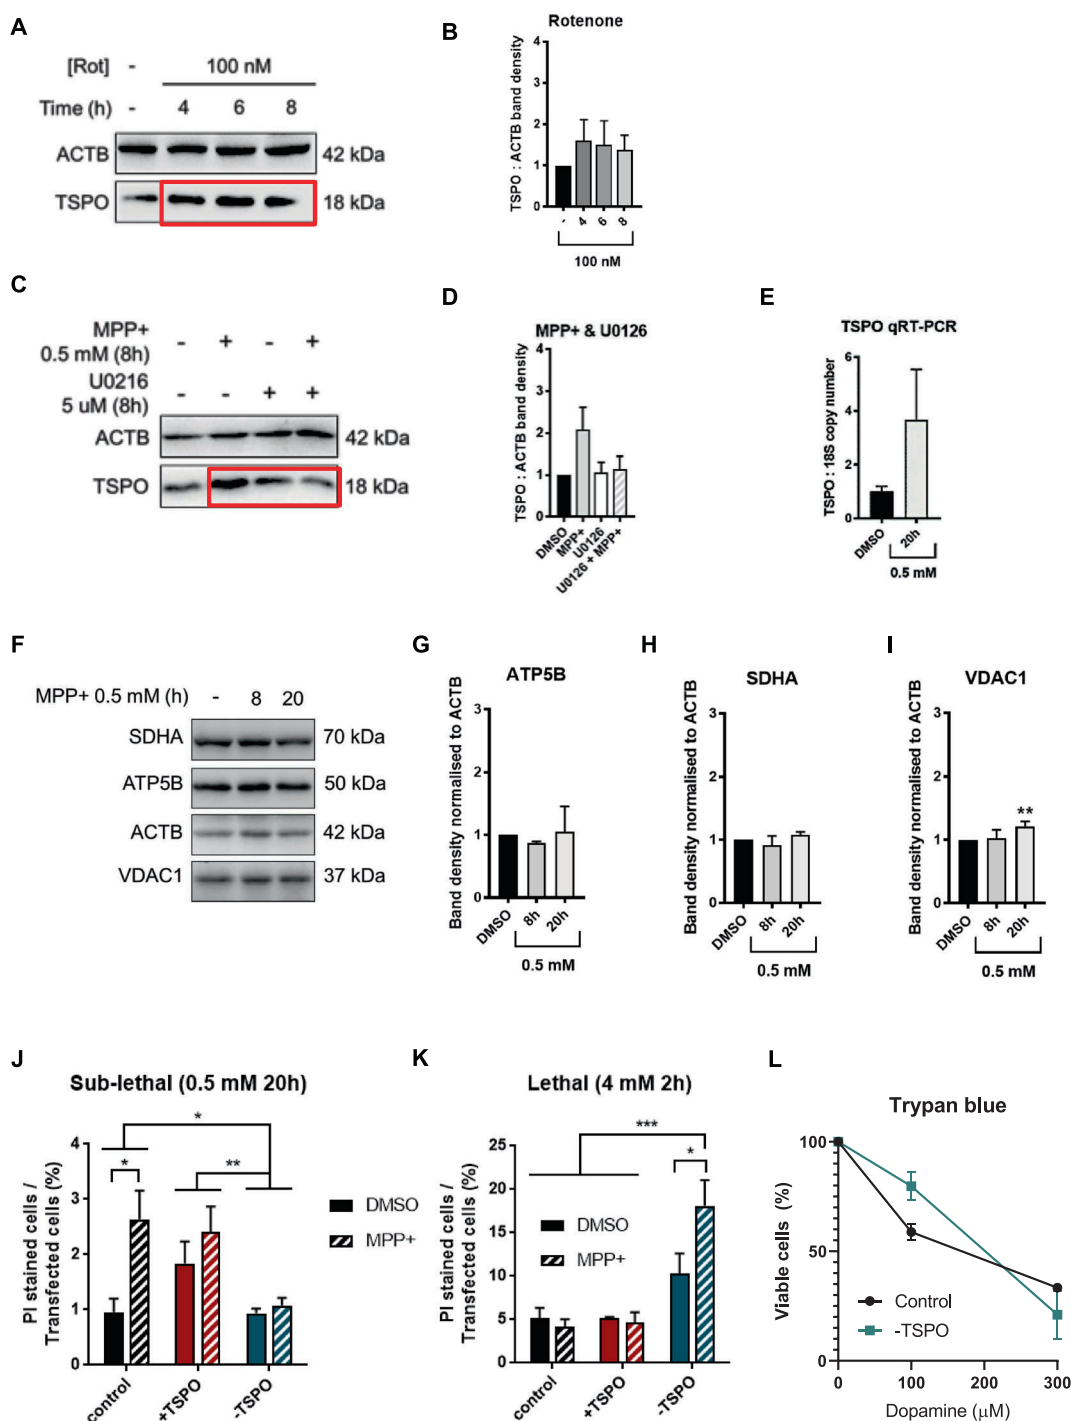 A
[Rot] - 100 nM
Time (h) - 4 6 8
ACTB 42 kDa
TSPO 18 kDa
B
Rotenone
TSPO : ACTB band density
4
3
2
1
0
- 4 6 8
100 nM
C
MPP+
0.5 mM (8h) - + - +
U0216
5 uM (8h) - - + +
ACTB 42 kDa
TSPO 18 kDa
D
MPP+ & U0126
TSPO : ACTB band density
4
3
2
1
0
DMSO MPP+ U0126 U0126 + MPP+
E
TSPO qRT-PCR
TSPO : 18S copy number
6
4
2
0
DMSO 20h
0.5 mM
F
MPP+ 0.5 mM (h) - 8 20
SDHA 70 kDa
ATP5B 50 kDa
ACTB 42 kDa
VDAC1 37 kDa
G
ATP5B
Band density normalised to ACTB
3
2
1
0
DMSO 8h 20h
0.5 mM
H
SDHA
Band density normalised to ACTB
3
2
1
0
DMSO 8h 20h
0.5 mM
I
VDAC1
Band density normalised to ACTB
3
2
1
0
**
DMSO 8h 20h
0.5 mM
J
Sub-lethal (0.5 mM 20h)
PI stained cells /
Transfected cells (%)
4
3
2
1
0
*
*
**
control +TSPO -TSPO
DMSO
MPP+
K
Lethal (4 mM 2h)
PI stained cells /
Transfected cells (%)
25
20
15
10
5
0
***
*
DMSO
MPP+
control +TSPO -TSPO
L
Trypan blue
Viable cells (%)
100
50
0
Control
-TSPO
0 100 200 300
Dopamine (μM)